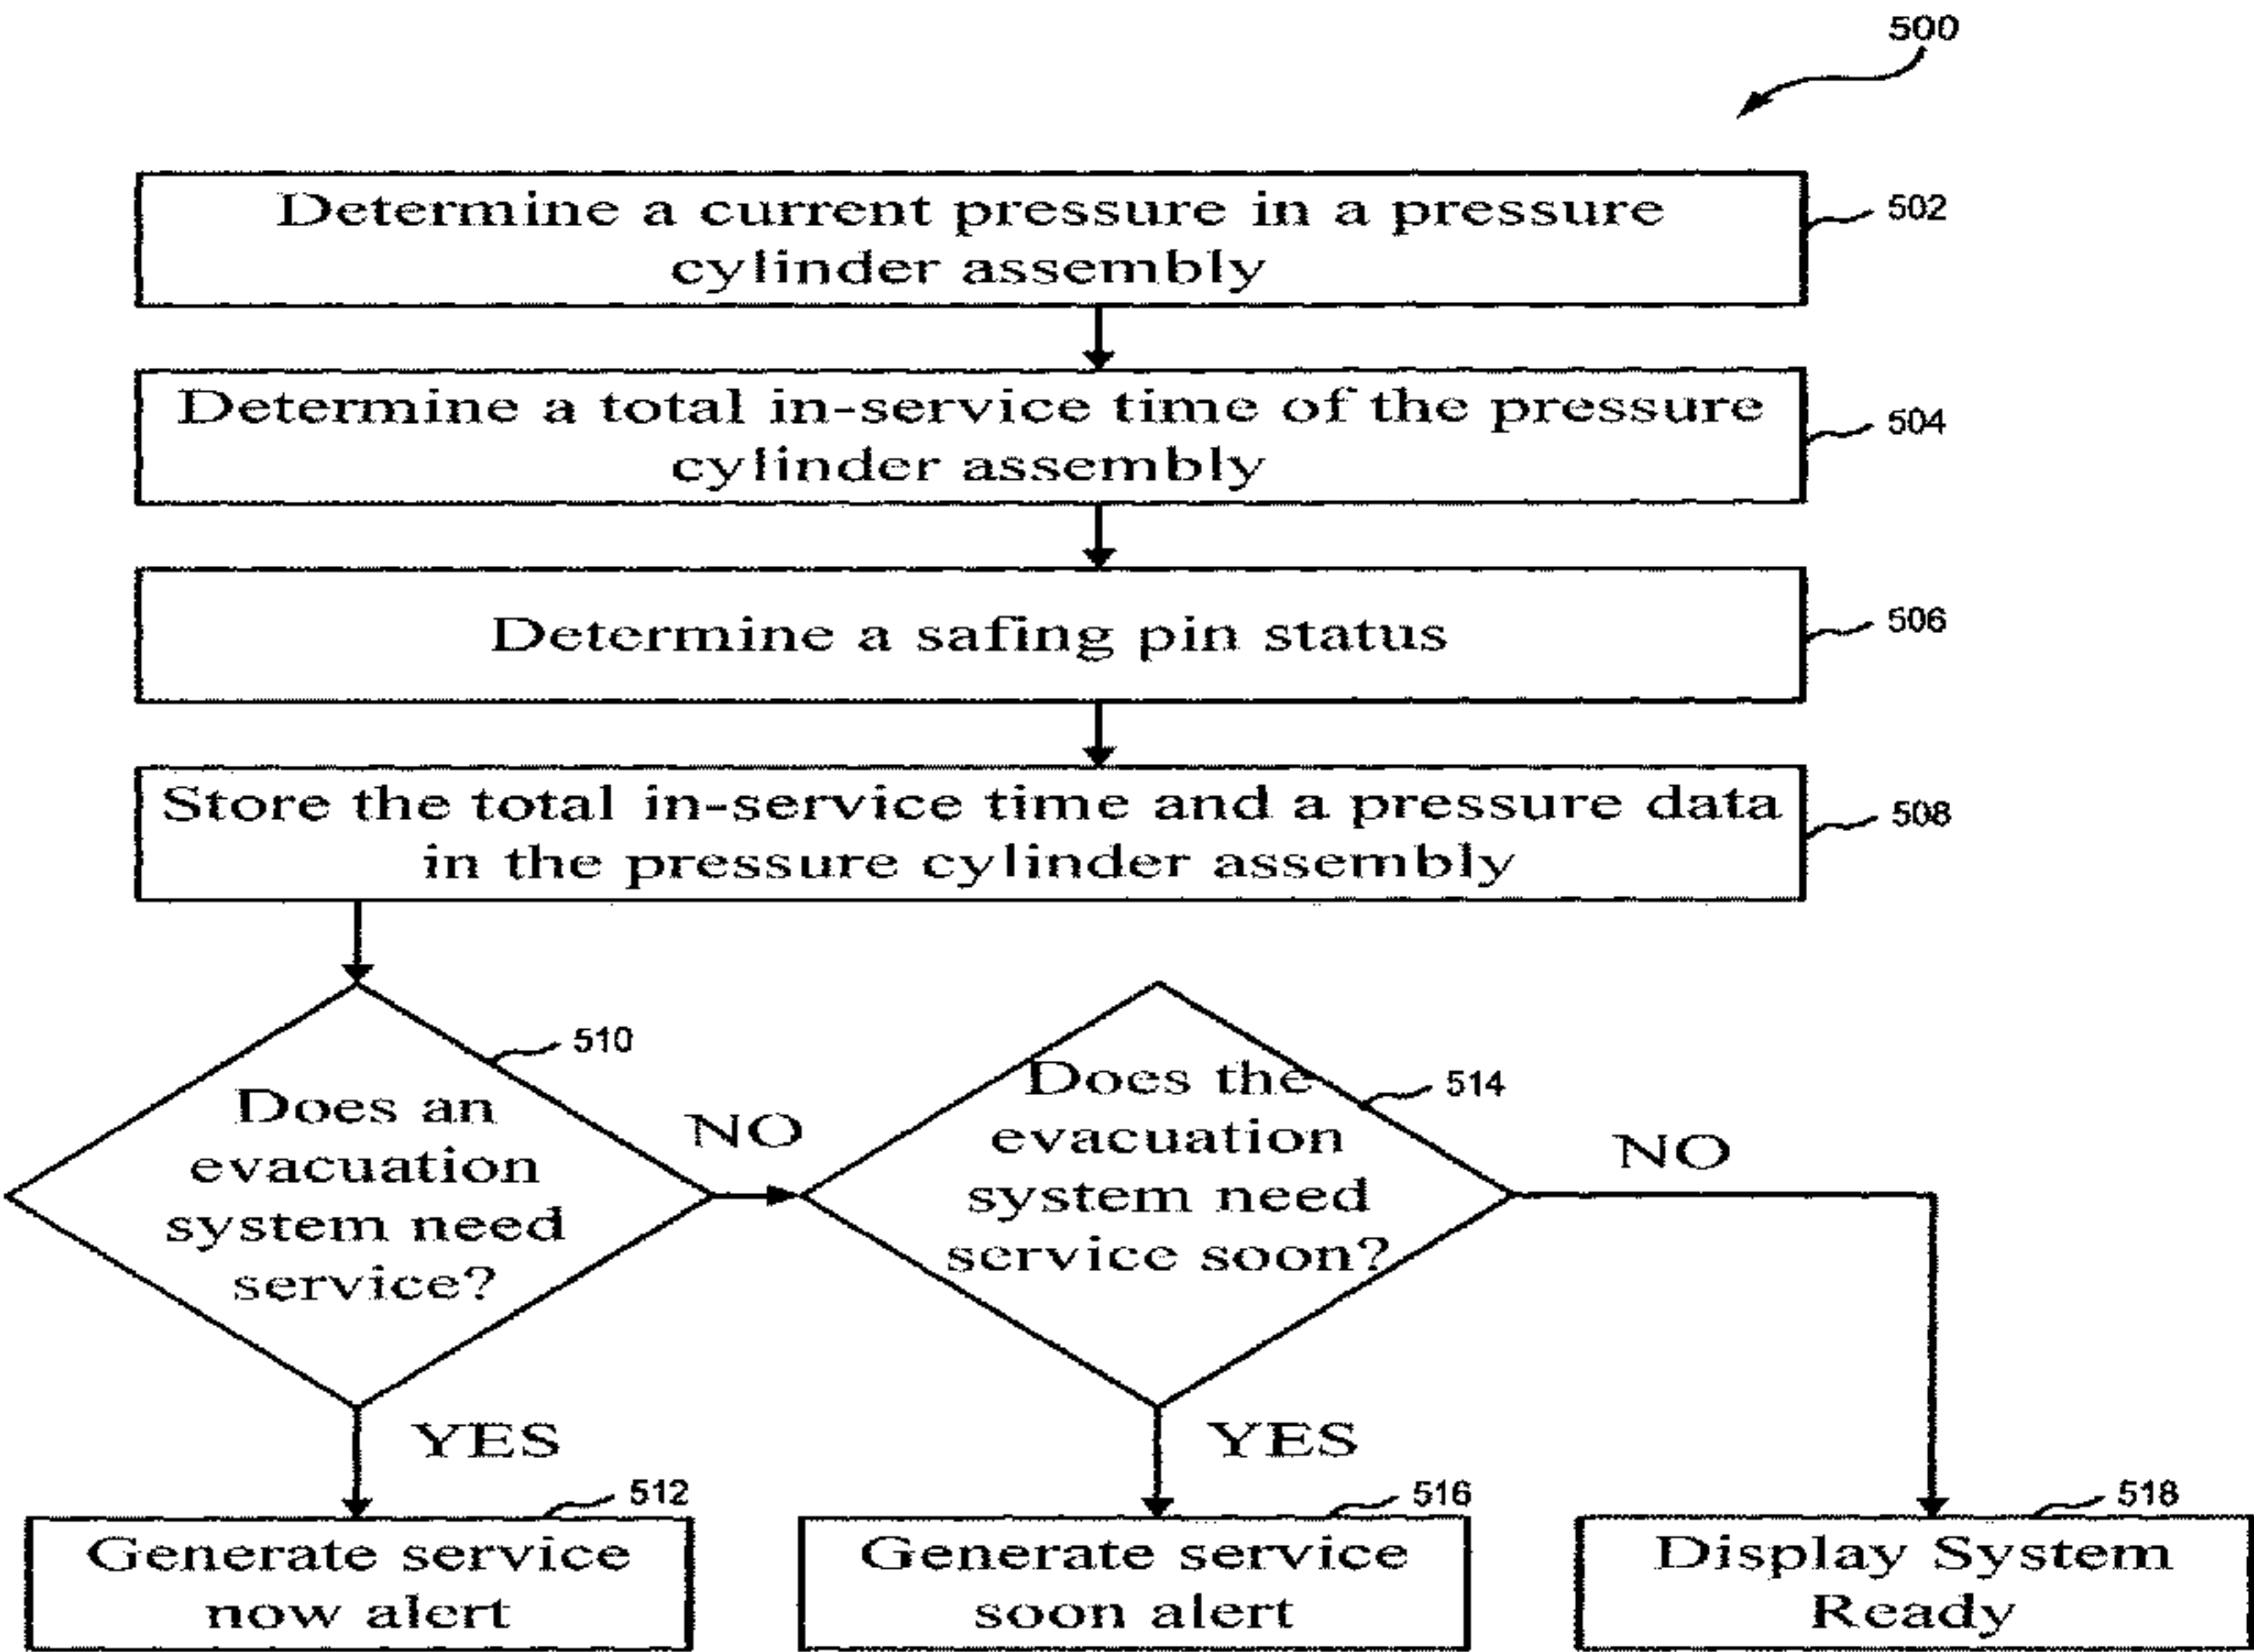 500
Determine a current pressure in a pressure
cylinder assembly
502
Determine a total in-service time of the pressure
cylinder assembly
504
Determine a safing pin status
506
Store the total in-service time and a pressure data
in the pressure cylinder assembly
508
Does an
evacuation
system need
service?
510
NO
Does the
evacuation
system need
service soon?
514
NO
YES
YES
512
Generate service
now alert
516
Generate service
soon alert
518
Display System
Ready